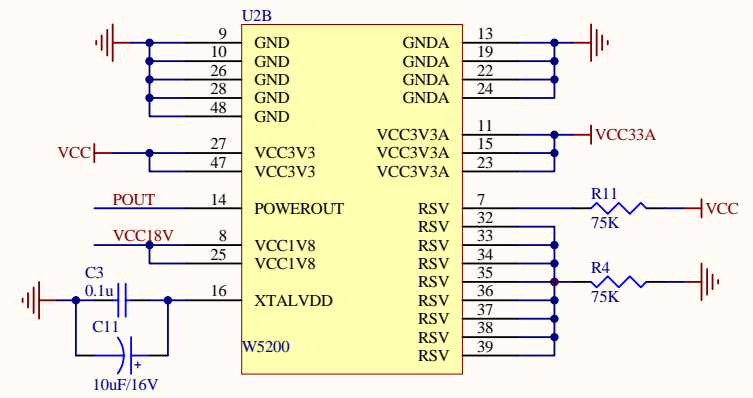 U2B
9 GND GNDA 13
10 GND GNDA 19
26 GND GNDA 22
28 GND GNDA 24
48 GND
VCC3V3A 11 VCC33A
VCC 27 VCC3V3 VCC3V3A 15
47 VCC3V3 VCC3V3A 23
POUT 14 POWEROUT RSV 7 R11 75K VCC
RSV 32
VCC18V 8 VCC1V8 RSV 33
25 VCC1V8 RSV 34
RSV 35 R4 75K
C3 0.1u 16 XTALVDD RSV 36
RSV 37
C11 + 10uF/16V RSV 38
W5200 RSV 39